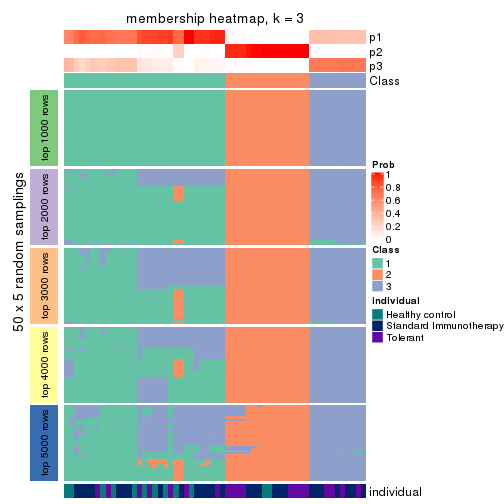 membership heatmap, k = 3
p1
p2
p3
Class
50 x 5 random samplings
top 1000 rows
top 2000 rows
top 3000 rows
top 4000 rows
top 5000 rows
Prob
1
0.8
0.6
0.4
0.2
0
Class
1
2
3
individual
Healthy control
Standard Immunotherapy
Tolerant
individual